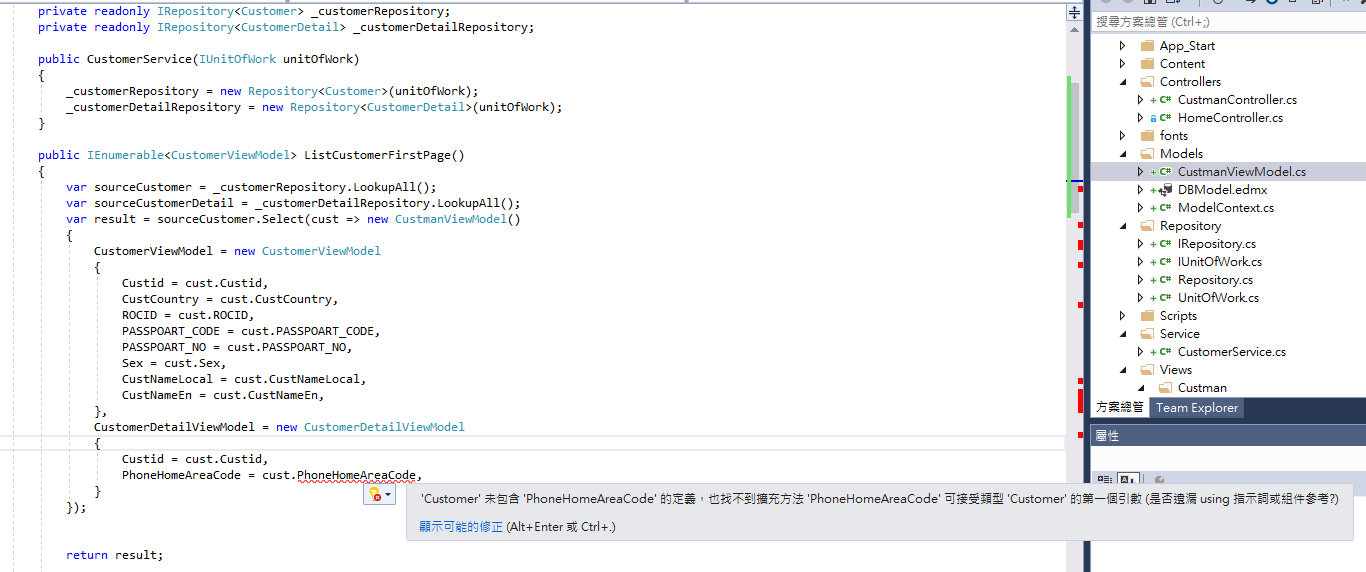 private readonly IRepository<Customer> _customerRepository;
private readonly IRepository<CustomerDetail> _customerDetailRepository;
public CustomerService(IUnitOfWork unitOfWork)
{
_customerRepository = new Repository<Customer>(unitOfWork);
_customerDetailRepository = new Repository<CustomerDetail>(unitOfWork);
}
public IEnumerable<CustomerViewModel> ListCustomerFirstPage()
{
var sourceCustomer = _customerRepository.LookupAll();
var sourceCustomerDetail = _customerDetailRepository.LookupAll();
var result = sourceCustomer.Select(cust => new CustmanViewModel()
{
CustomerViewModel = new CustomerViewModel
{
Custid = cust.Custid,
CustCountry = cust.CustCountry,
ROCID = cust.ROCID,
PASSPOART_CODE = cust.PASSPOART_CODE,
PASSPOART_NO = cust.PASSPOART_NO,
Sex = cust.Sex,
CustNameLocal = cust.CustNameLocal,
CustNameEn = cust.CustNameEn,
},
CustomerDetailViewModel = new CustomerDetailViewModel
{
Custid = cust.Custid,
PhoneHomeAreaCode = cust.PhoneHomeAreaCode,
}
});
'Customer' 未包含 'PhoneHomeAreaCode' 的定義，也找不到擴充方法 'PhoneHomeAreaCode' 可接受類型 'Customer' 的第一個引數 (是否遺漏 using 指示詞或組件參考?)
顯示可能的修正 (Alt+Enter 或 Ctrl+.)
return result;
搜尋方案總管 (Ctrl+;)
App_Start
Content
Controllers
CustmanController.cs
HomeController.cs
fonts
Models
CustmanViewModel.cs
DBModel.edmx
ModelContext.cs
Repository
IRepository.cs
IUnitOfWork.cs
Repository.cs
UnitOfWork.cs
Scripts
Service
CustomerService.cs
Views
Custman
方案總管 Team Explorer
屬性